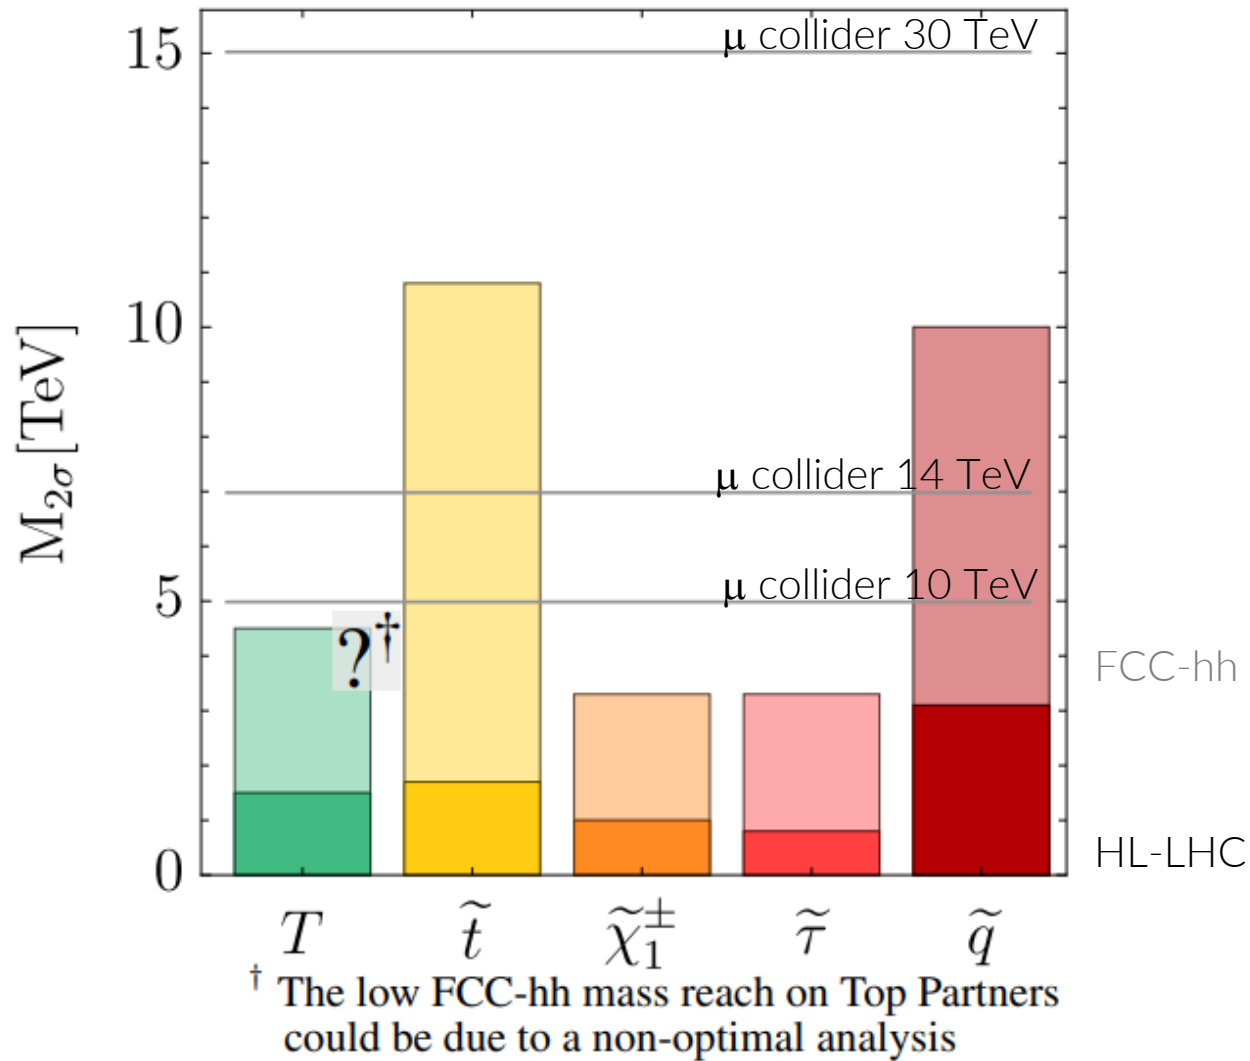 μ collider 30 TeV
15
10
M₂σ[TeV]
μ collider 14 TeV
μ collider 10 TeV
5
?†
FCC-hh
HL-LHC
0
T t̃ χ̃₁± τ̃ q̃
† The low FCC-hh mass reach on Top Partners
could be due to a non-optimal analysis